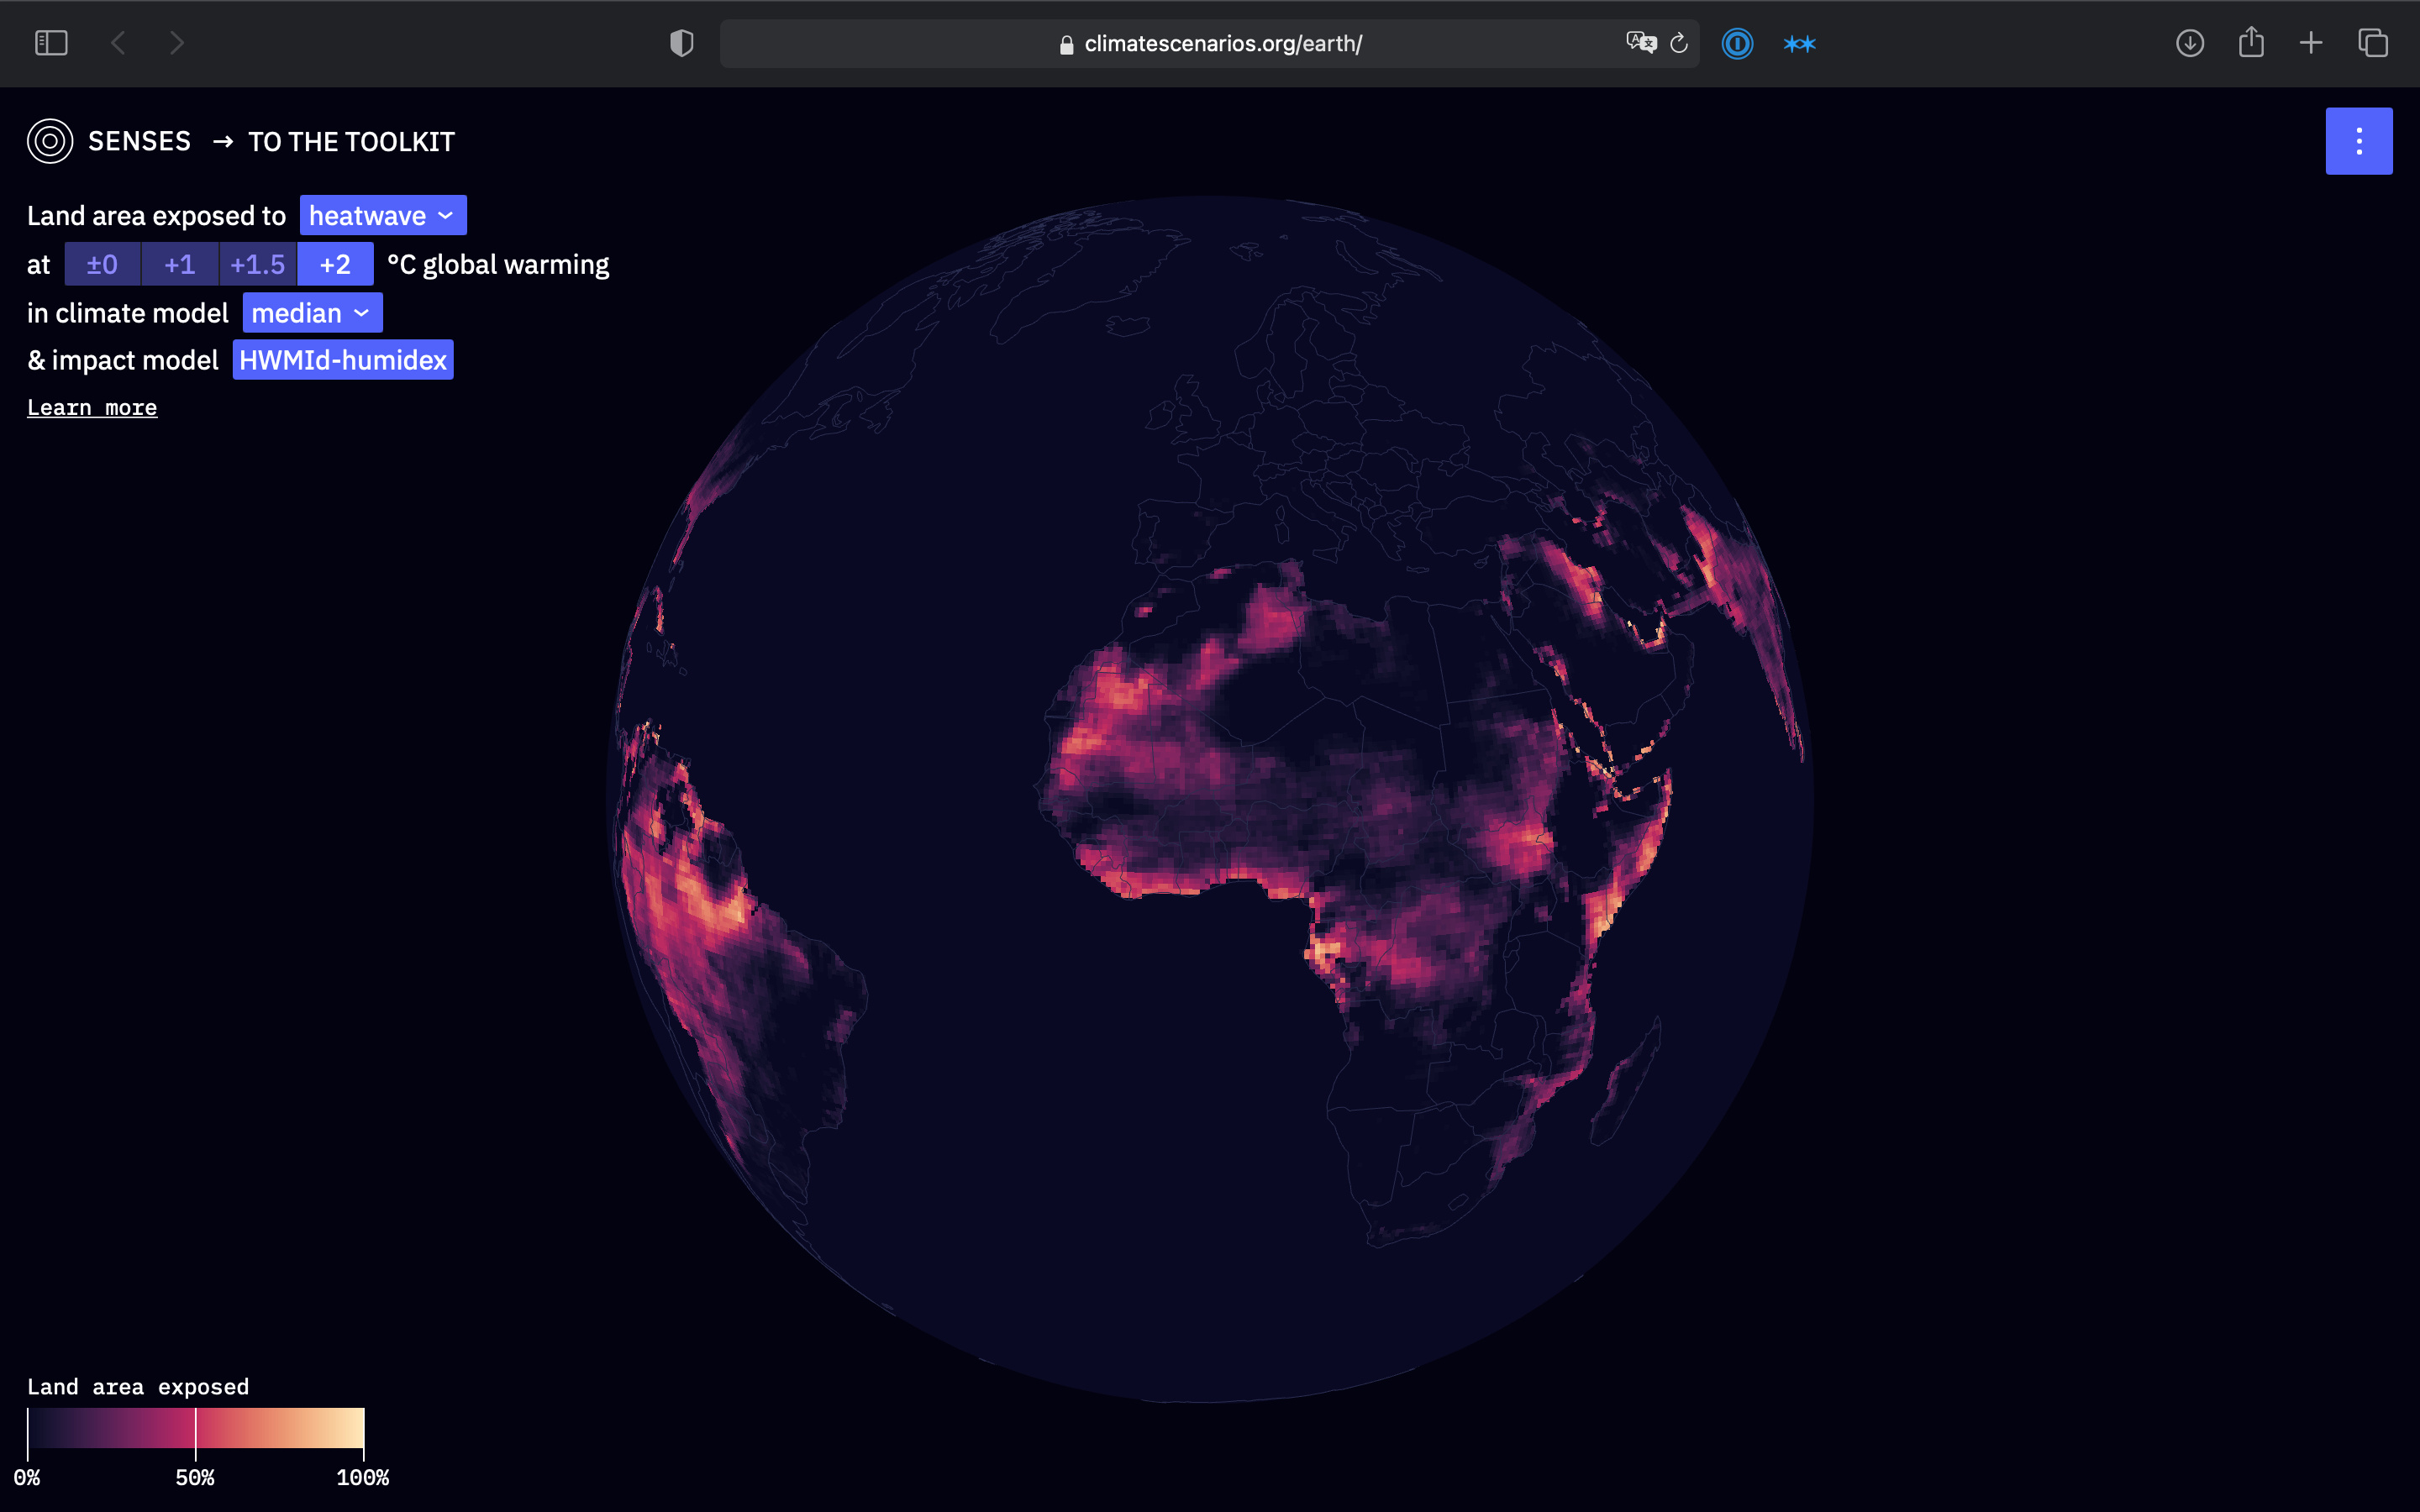 climatescenarios.org/earth/
SENSES → TO THE TOOLKIT
Land area exposed to heatwave
at ±0 +1 +1.5 +2 °C global warming
in climate model median
& impact model HWMId-humidex
Learn more
Land area exposed
0% 50% 100%